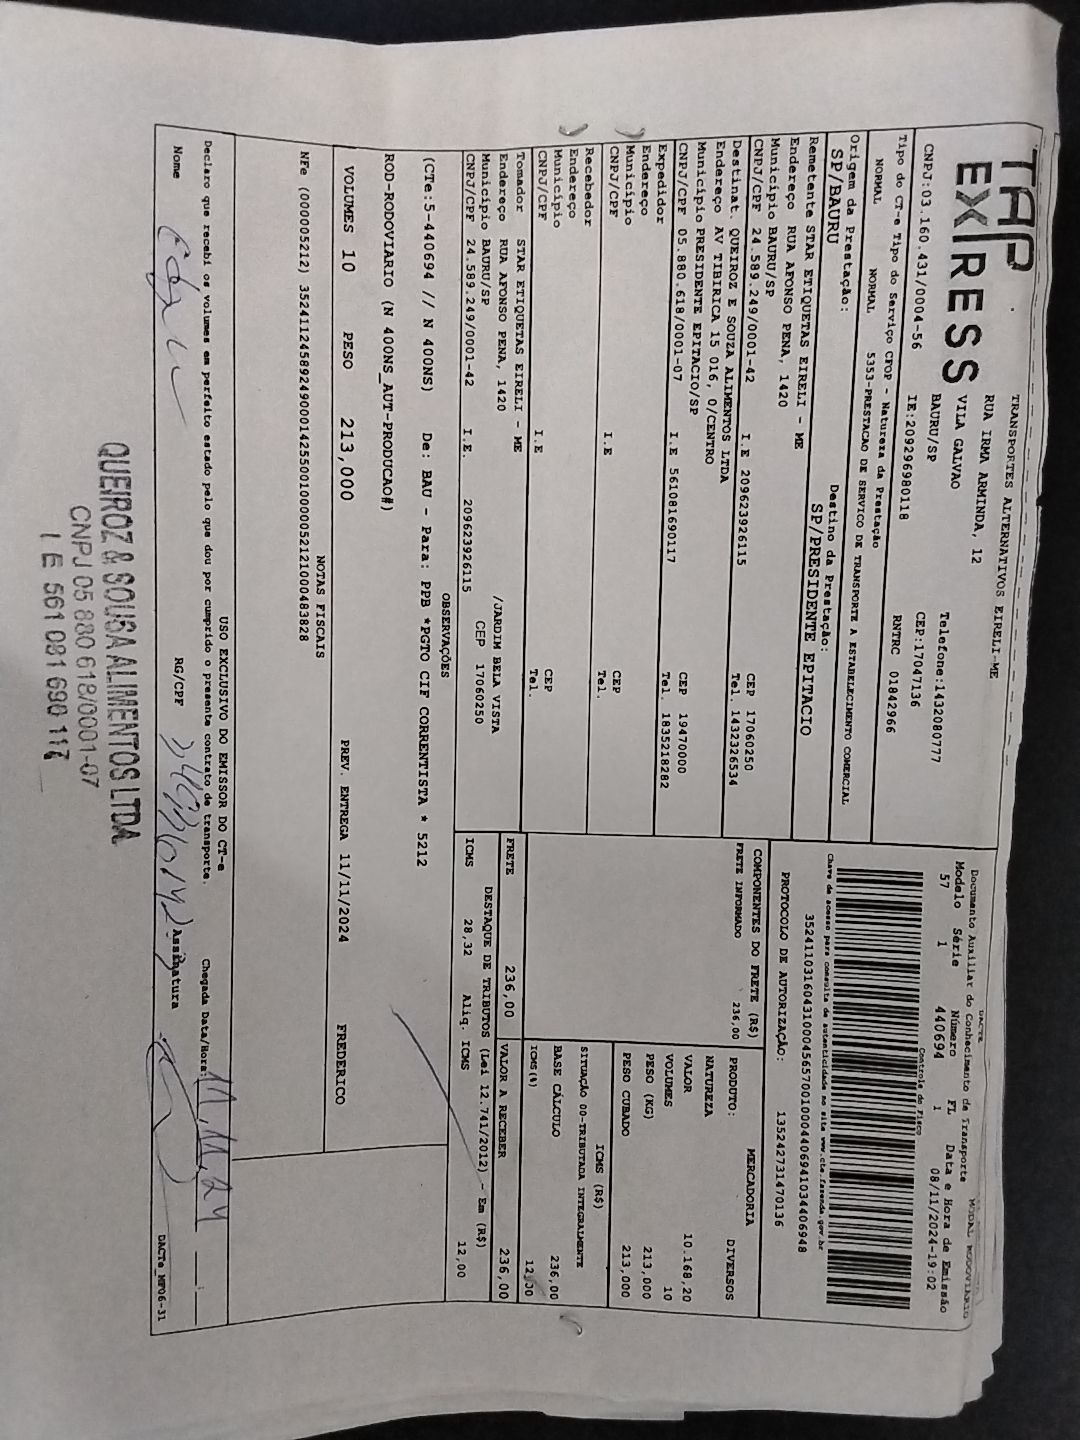 TAP
EXPRESS
TRANSPORTES ALTERNATIVOS EIRELI-ME
RUA IRMA ARMINDA, 12
VILA GALVAO
BAURU/SP
Telefone:1432080777
CEP:17047136
CNPJ:03.160.431/0004-56 IE:209296980118 RNTRC 01842966
Tipo do CT-e Tipo do Serviço CFOP - Natureza da Prestação
NORMAL NORMAL 5353-PRESTACAO DE SERVICO DE TRANSPORTE A ESTABELECIMENTO COMERCIAL
Origem da Prestação: Destino da Prestação:
SP/BAURU SP/PRESIDENTE EPITACIO
DACTE
MODAL RODOVIÁRIO
Documento Auxiliar do Conhecimento de Transporte
Modelo Série Número FL Data e Hora de Emissão
57 1 440694 1 08/11/2024-19:02
Controle do Fisco
Chave de acesso para consulta de autenticidade no site www.cte.fazenda.gov.br
35241103160431000456570010004406941034406948
PROTOCOLO DE AUTORIZAÇÃO: 135242731470136
Remetente STAR ETIQUETAS EIRELI - ME
Endereço RUA AFONSO PENA, 1420
Município BAURU/SP CEP 17060250
CNPJ/CPF 24.589.249/0001-42 I.E 209623926115 Tel. 1432326534
Destinat. QUEIROZ E SOUZA ALIMENTOS LTDA
Endereço AV TIBIRICA 15 016, 0/CENTRO
Município PRESIDENTE EPITACIO/SP CEP 19470000
CNPJ/CPF 05.880.618/0001-07 I.E 561081690117 Tel. 1835218282
Expedidor
Endereço
Município CEP
CNPJ/CPF I.E Tel.
Recebedor
Endereço
Município CEP
CNPJ/CPF I.E Tel.
Tomador STAR ETIQUETAS EIRELI - ME
Endereço RUA AFONSO PENA, 1420 /JARDIM BELA VISTA
Município BAURU/SP CEP 17060250
CNPJ/CPF 24.589.249/0001-42 I.E. 209623926115
COMPONENTES DO FRETE (R$)
FRETE INFORMADO 236,00
PRODUTO: MERCADORIA DIVERSOS
NATUREZA
VALOR 10.168,20
VOLUMES 10
PESO (KG) 213,000
PESO CUBADO 213,000
ICMS (R$)
SITUAÇÃO 00-TRIBUTADA INTEGRALMENTE
BASE CÁLCULO 236,00
ICMS(%) 12,00
FRETE 236,00 VALOR A RECEBER 236,00
DESTAQUE DE TRIBUTOS (Lei 12.741/2012) - Em (R$)
ICMS 28,32 Aliq. ICMS 12,00
OBSERVAÇÕES
(CTe:5-440694 // N 400NS) De: BAU - Para: PPB *PGTO CIF CORRENTISTA * 5212
ROD-RODOVIARIO (N 400NS_AUT-PRODUCAO#)
VOLUMES 10 PESO 213,000 PREV. ENTREGA 11/11/2024 FREDERICO
NOTAS FISCAIS
NFe (000005212) 35241124589249000142550010000052121000483828
USO EXCLUSIVO DO EMISSOR DO CT-e
Declaro que recebi os volumes em perfeito estado pelo que dou por cumprido o presente contrato de transporte. Chegada Data/Hora: 11,11,24
Nome RG/CPF Assinatura
DACTe_MF06-31
QUEIROZ & SOUSA ALIMENTOS LTDA
CNPJ 05 880 618/0001-07
I E 561 081 690 117